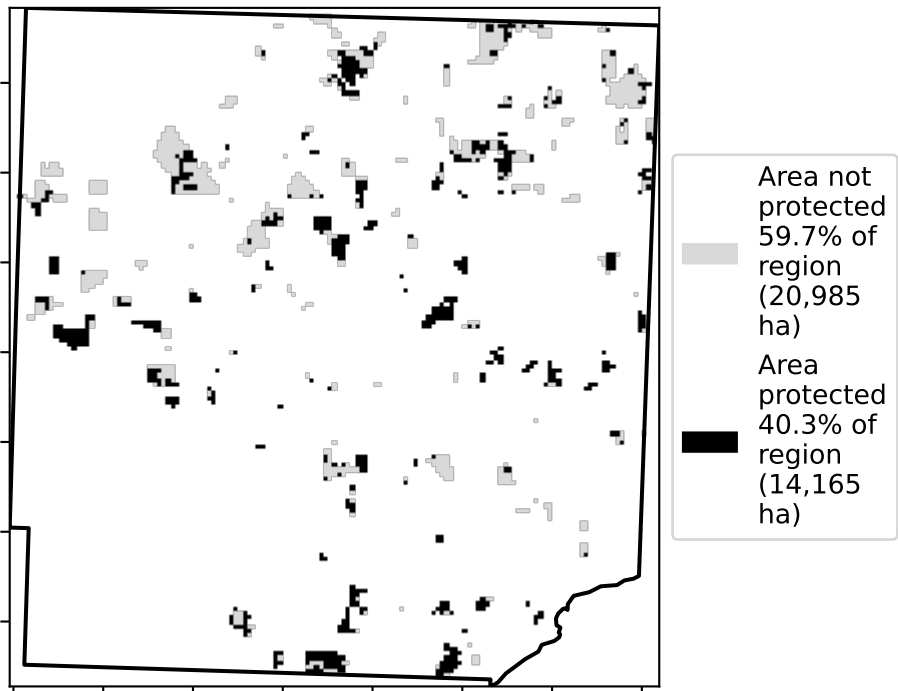 Area not
protected
59.7% of
region
(20,985
ha)
Area
protected
40.3% of
region
(14,165
ha)